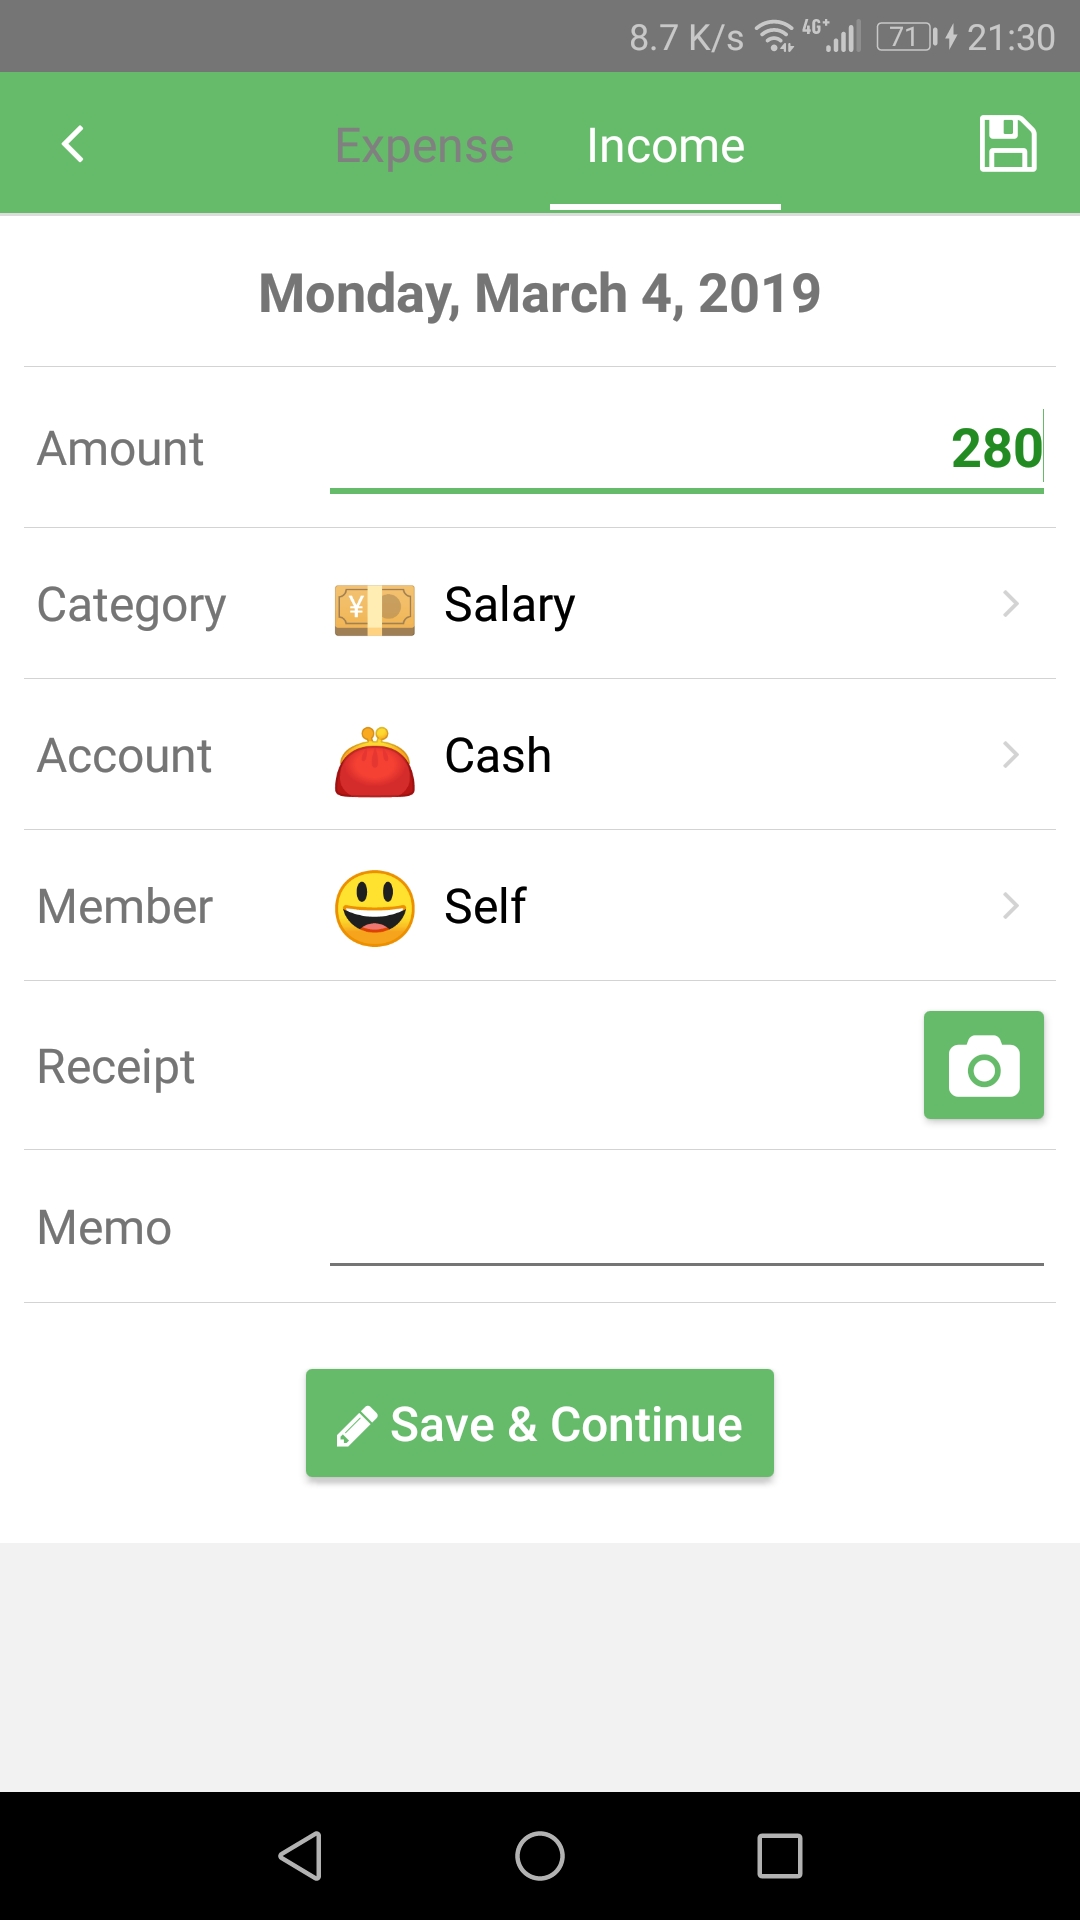 8.7 K/s 4G+ 71 21:30
Expense Income
Monday, March 4, 2019
Amount 280
Category ¥ Salary
Account Cash
Member Self
Receipt
Memo
Save & Continue